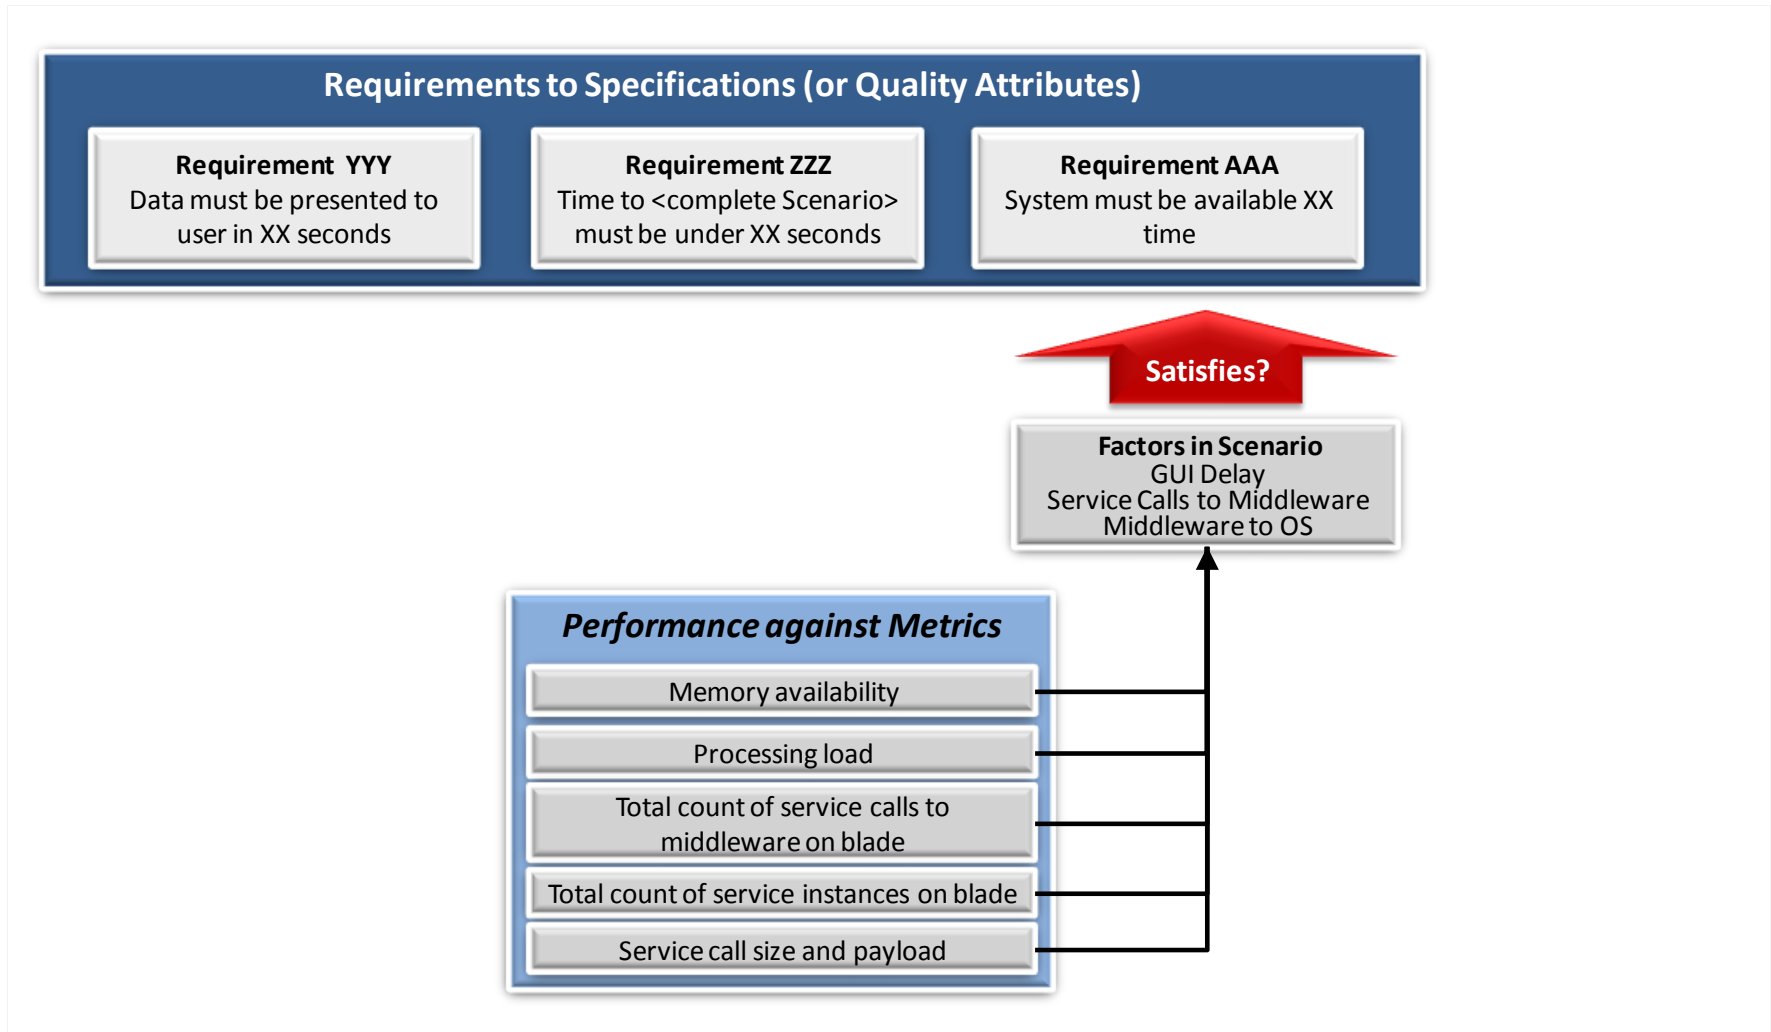 Requirements to Specifications (or Quality Attributes)
Requirement YYY
Data must be presented to
user in XX seconds
Requirement ZZZ
Time to <complete Scenario>
must be under XX seconds
Requirement AAA
System must be available XX
time
Satisfies?
Factors in Scenario
GUI Delay
Service Calls to Middleware
Middleware to OS
Performance against Metrics
Memory availability
Processing load
Total count of service calls to
middleware on blade
Total count of service instances on blade
Service call size and payload